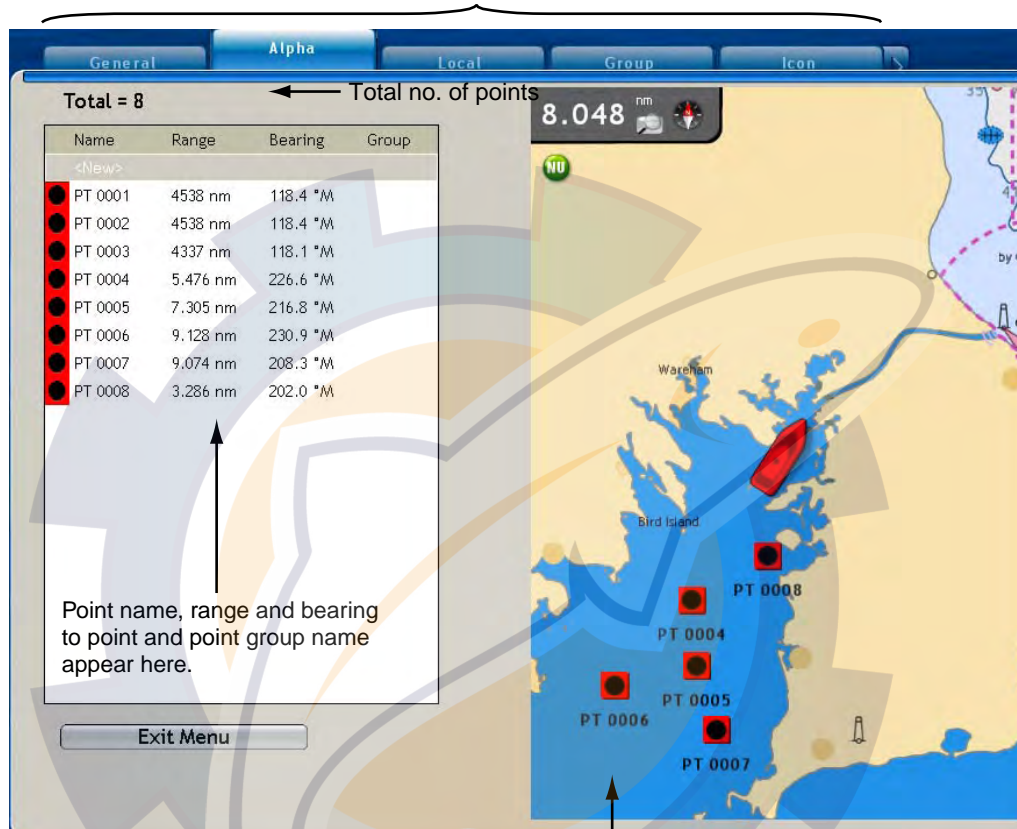 General Alpha Local Group Icon
Total = 8
Total no. of points
Name Range Bearing Group
<New>
PT 0001 4538 nm 118.4 °M
PT 0002 4538 nm 118.4 °M
PT 0003 4337 nm 118.1 °M
PT 0004 5.476 nm 226.6 °M
PT 0005 7.305 nm 216.8 °M
PT 0006 9.128 nm 230.9 °M
PT 0007 9.074 nm 208.3 °M
PT 0008 3.286 nm 202.0 °M
Point name, range and bearing
to point and point group name
appear here.
Exit Menu
8.048 nm
NU
35
by
Wareham
Bird Island
PT 0008
PT 0004
PT 0005
PT 0006
PT 0007